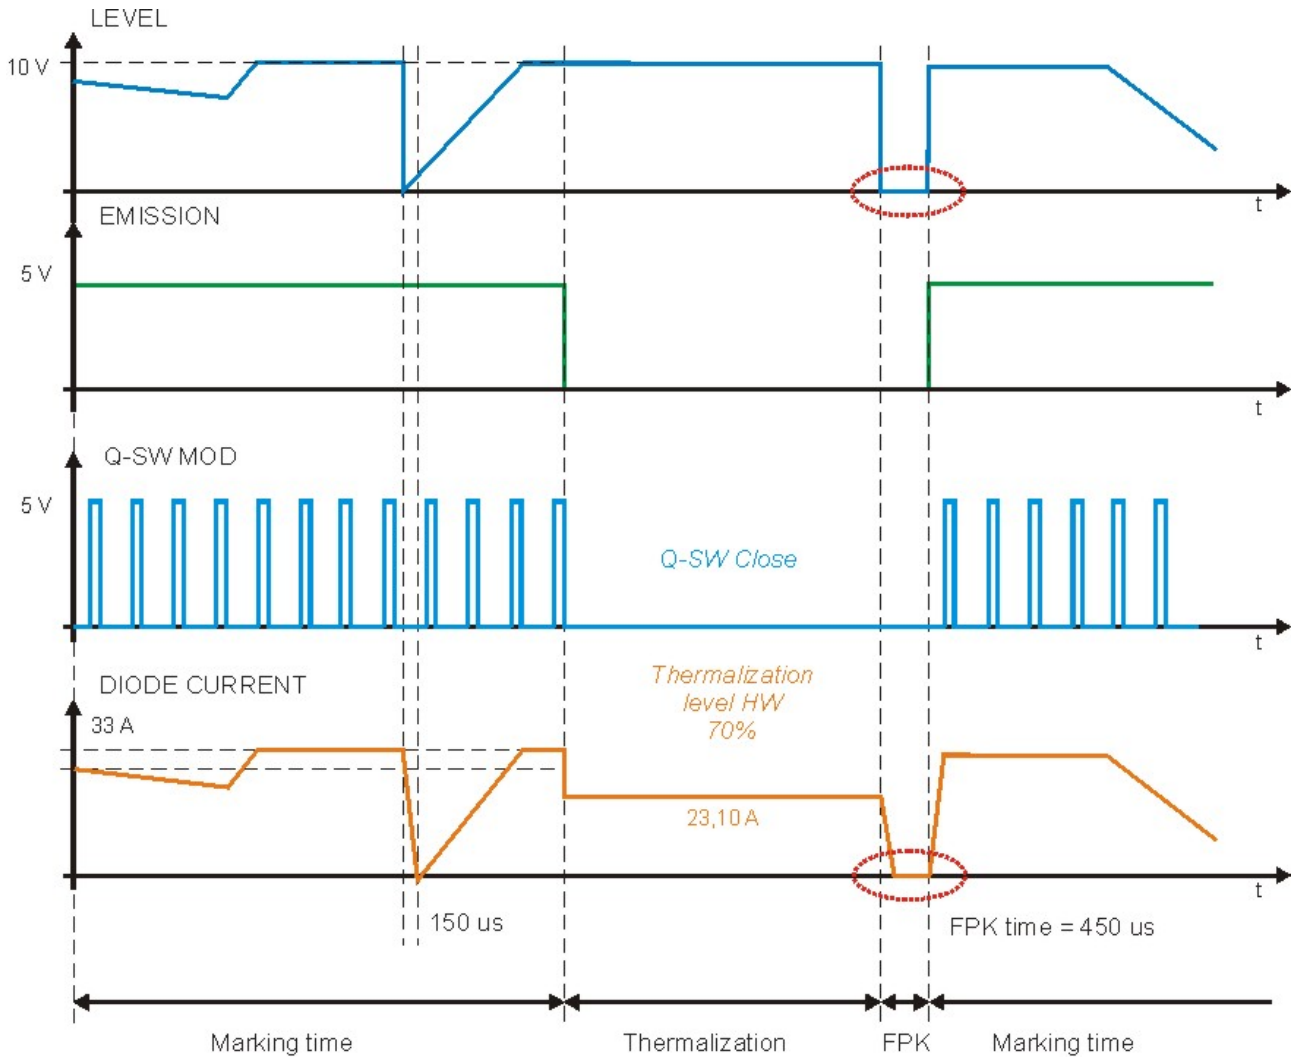 LEVEL
10 V
t
EMISSION
5 V
t
Q-SW MOD
5 V
Q-SW Close
t
DIODE CURRENT
33 A
Thermalization
level HW
70%
23,10 A
t
150 us
FPK time = 450 us
Marking time
Thermalization
FPK
Marking time